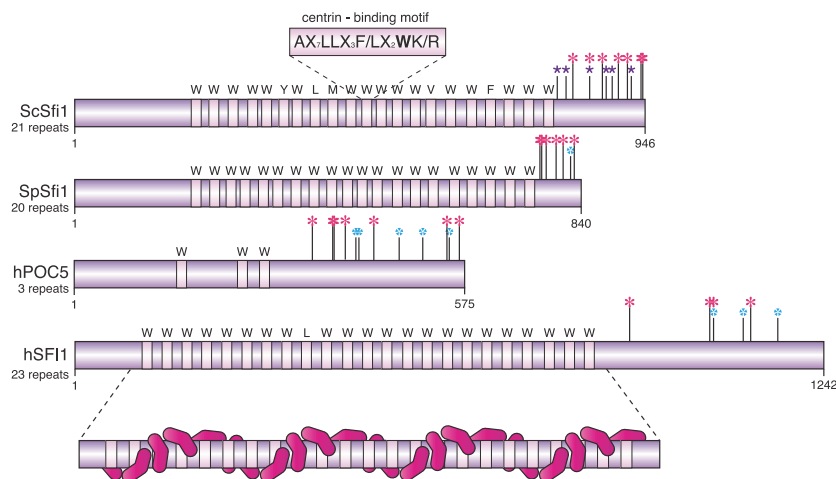 centrin - binding motif
AX₇LLX₃F/LX₂WK/R
W W W W W Y W L M W W W W W V W W F W W W
ScSfi1
21 repeats
1 946
W W W W W W W W W W W W W W W W W W W W
SpSfi1
20 repeats
1 840
W W W
hPOC5
3 repeats
1 575
W W W W W W W W L W W W W W W W W W W W W W W
hSFI1
23 repeats
1 1242